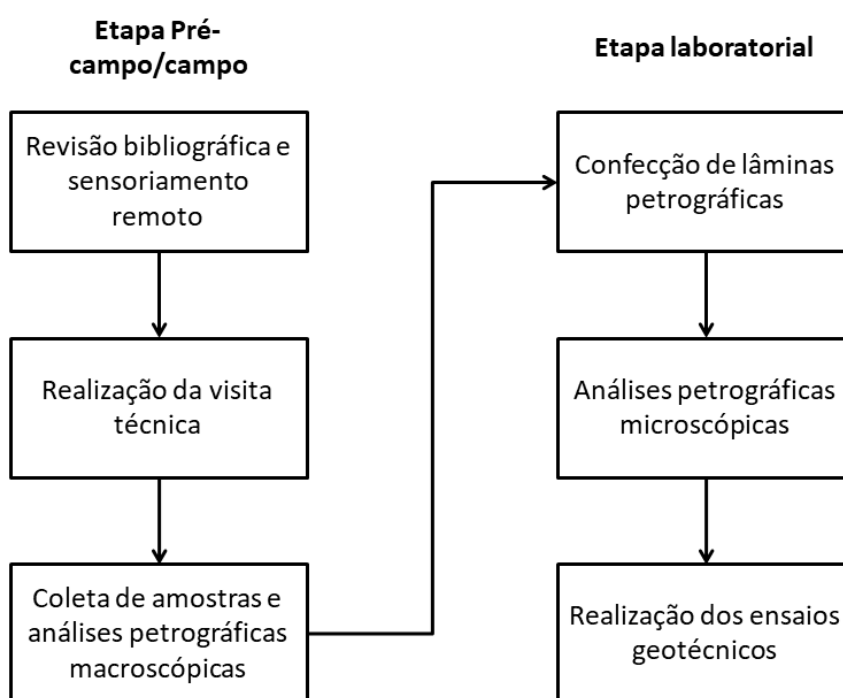 Etapa Pré-
campo/campo
Revisão bibliográfica e
sensoriamento
remoto
Realização da visita
técnica
Coleta de amostras e
análises petrográficas
macroscópicas
Etapa laboratorial
Confecção de lâminas
petrográficas
Análises petrográficas
microscópicas
Realização dos ensaios
geotécnicos